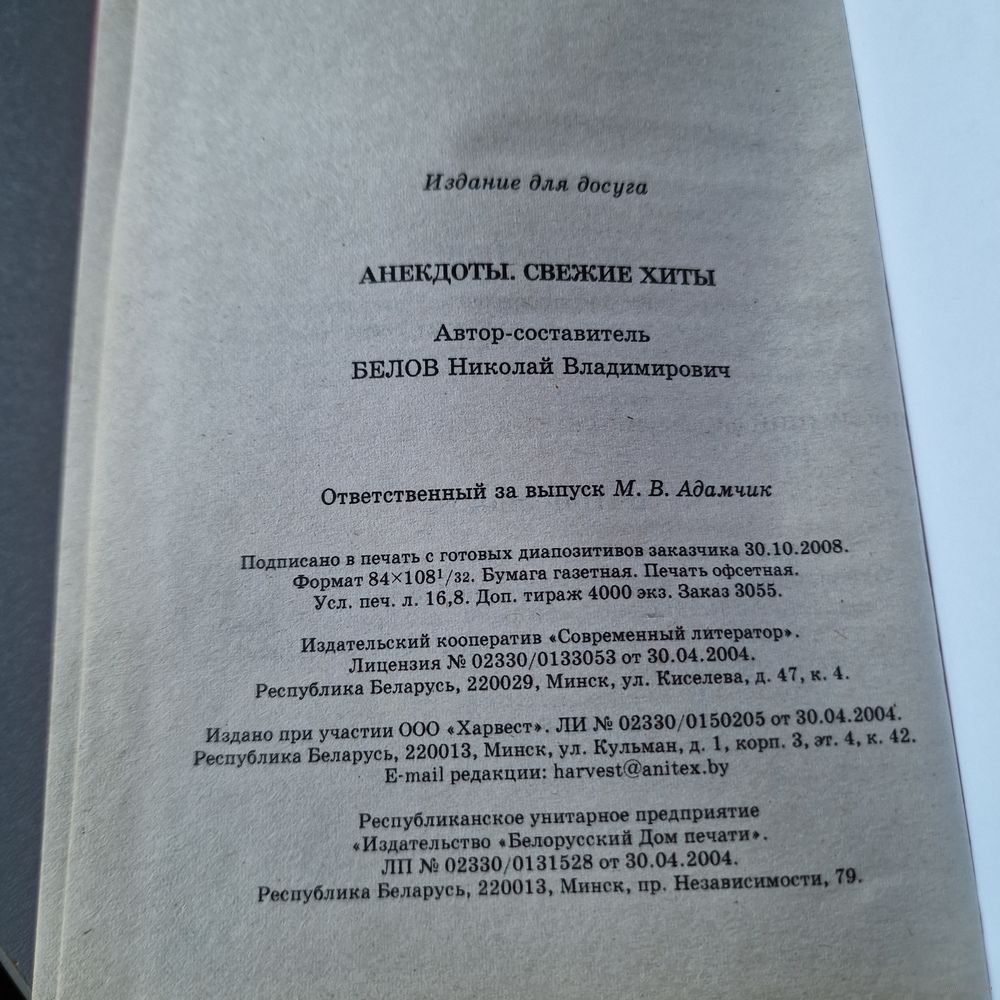 Издание для досуга
АНЕКДОТЫ. СВЕЖИЕ ХИТЫ
Автор-составитель
БЕЛОВ Николай Владимирович
Ответственный за выпуск М. В. Адамчик
Подписано в печать с готовых диапозитивов заказчика 30.10.2008.
Формат 84×108¹/32. Бумага газетная. Печать офсетная.
Усл. печ. л. 16,8. Доп. тираж 4000 экз. Заказ 3055.
Издательский кооператив «Современный литератор».
Лицензия № 02330/0133053 от 30.04.2004.
Республика Беларусь, 220029, Минск, ул. Киселева, д. 47, к. 4.
Издано при участии ООО «Харвест». ЛИ № 02330/0150205 от 30.04.2004.
Республика Беларусь, 220013, Минск, ул. Кульман, д. 1, корп. 3, эт. 4, к. 42.
E-mail редакции: harvest@anitex.by
Республиканское унитарное предприятие
«Издательство «Белорусский Дом печати».
ЛП № 02330/0131528 от 30.04.2004.
Республика Беларусь, 220013, Минск, пр. Независимости, 79.